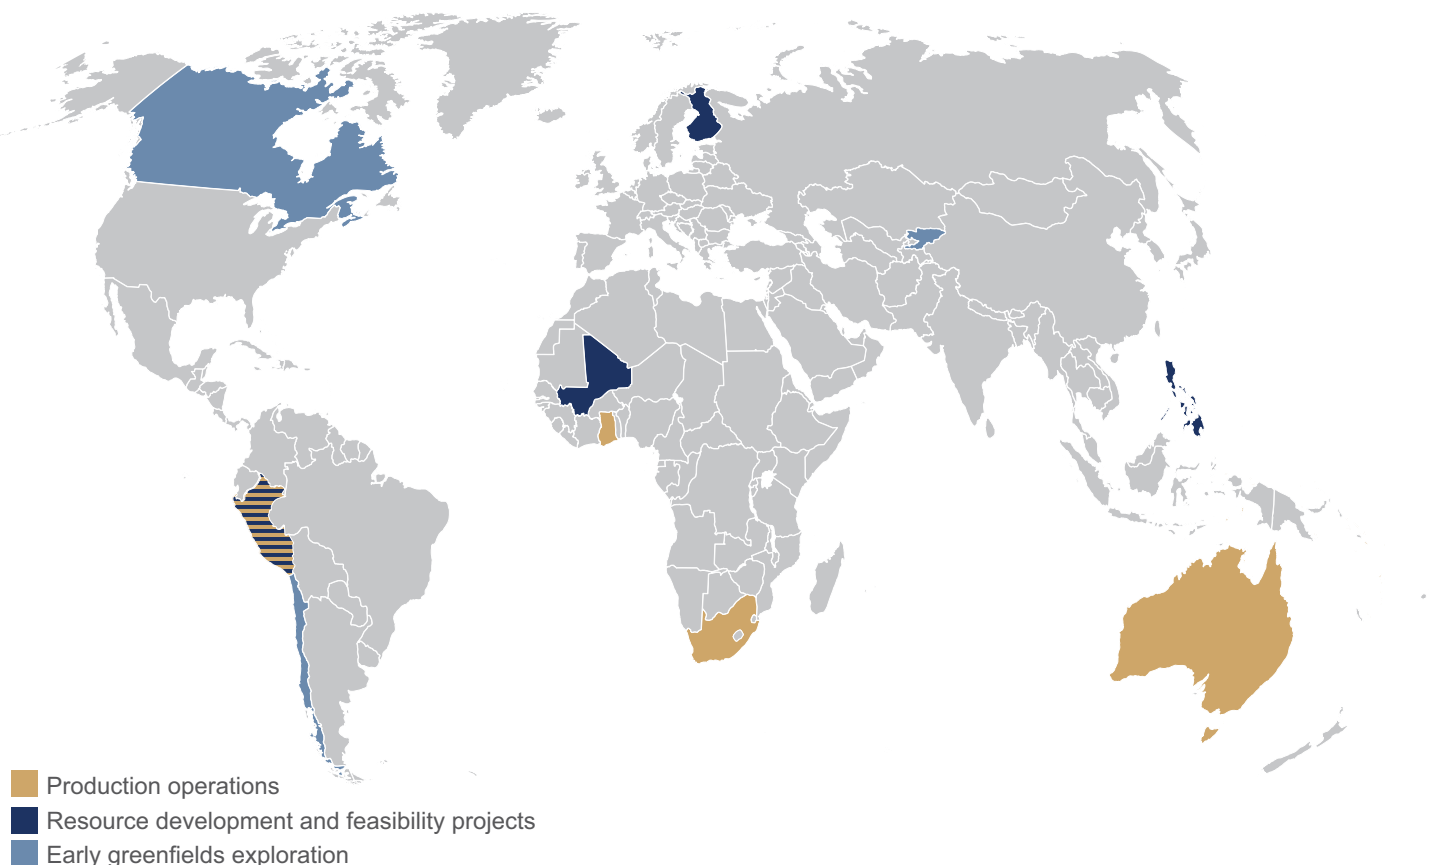 Production operations
Resource development and feasibility projects
Early greenfields exploration